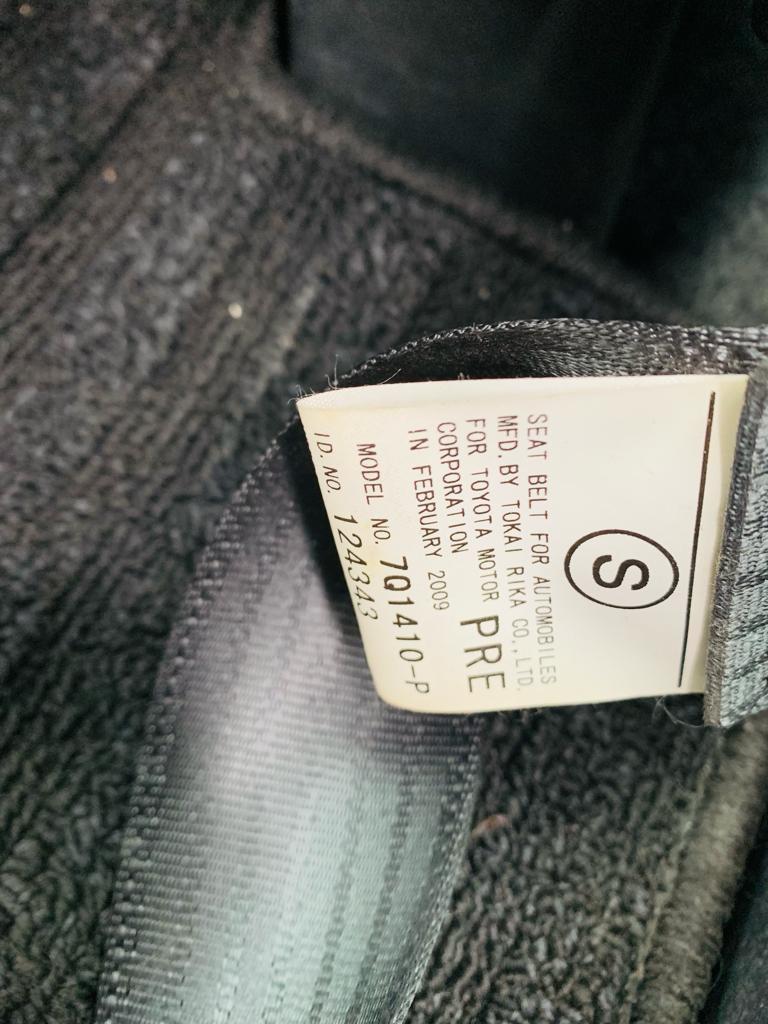 Ⓢ
SEAT BELT FOR AUTOMOBILES
MFD. BY TOKAI RIKA CO., LTD.
FOR TOYOTA MOTOR
CORPORATION PRE
IN FEBRUARY 2009
MODEL NO. 7Q1410-P
ID. NO. 124343